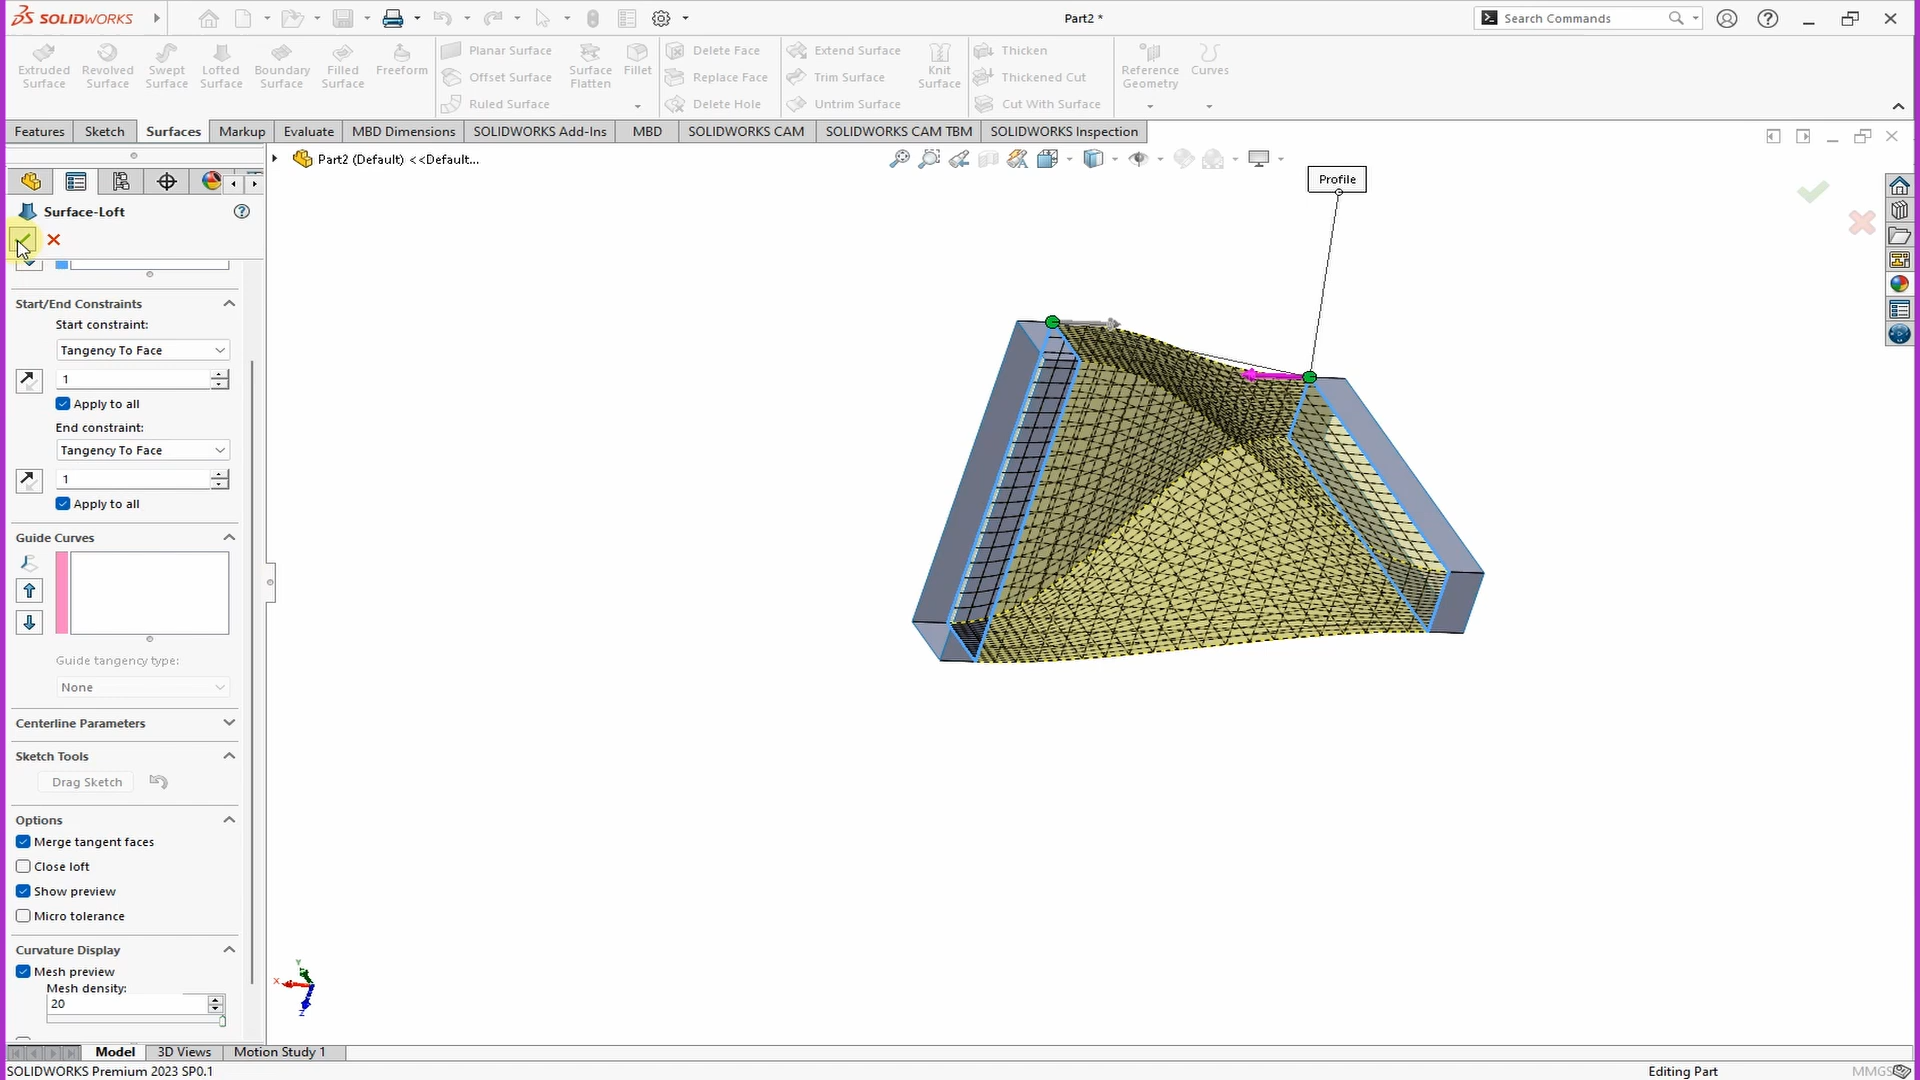 SOLIDWORKS
Part2 *
Search Commands
Extruded Surface
Revolved Surface
Swept Surface
Lofted Surface
Boundary Surface
Filled Surface
Freeform
Planar Surface
Offset Surface
Ruled Surface
Surface Flatten
Fillet
Delete Face
Replace Face
Delete Hole
Extend Surface
Trim Surface
Untrim Surface
Knit Surface
Thicken
Thickened Cut
Cut With Surface
Reference Geometry
Curves
Features
Sketch
Surfaces
Markup
Evaluate
MBD Dimensions
SOLIDWORKS Add-Ins
MBD
SOLIDWORKS CAM
SOLIDWORKS CAM TBM
SOLIDWORKS Inspection
Part2 (Default) <<Default...
Profile
Surface-Loft
Start/End Constraints
Start constraint:
Tangency To Face
1
Apply to all
End constraint:
Tangency To Face
1
Apply to all
Guide Curves
Guide tangency type:
None
Centerline Parameters
Sketch Tools
Drag Sketch
Options
Merge tangent faces
Close loft
Show preview
Micro tolerance
Curvature Display
Mesh preview
Mesh density:
20
Y
X
Z
Model
3D Views
Motion Study 1
SOLIDWORKS Premium 2023 SP0.1
Editing Part
MMGS